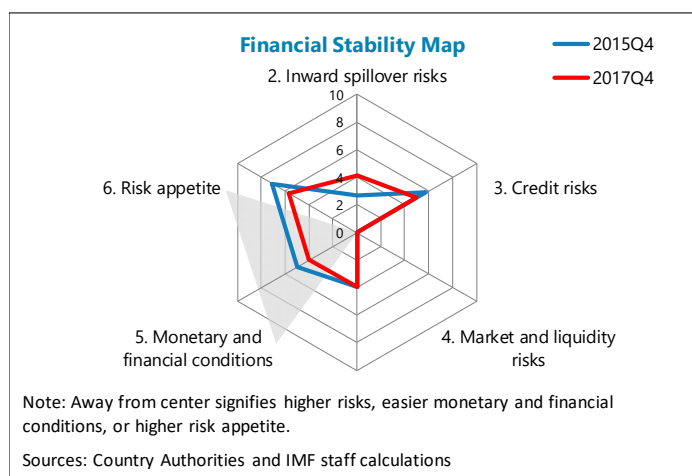 Financial Stability Map
2015Q4
2017Q4
2. Inward spillover risks
10
8
6
4
2
0
6. Risk appetite
3. Credit risks
5. Monetary and
financial conditions
4. Market and liquidity
risks
Note: Away from center signifies higher risks, easier monetary and financial
conditions, or higher risk appetite.
Sources: Country Authorities and IMF staff calculations